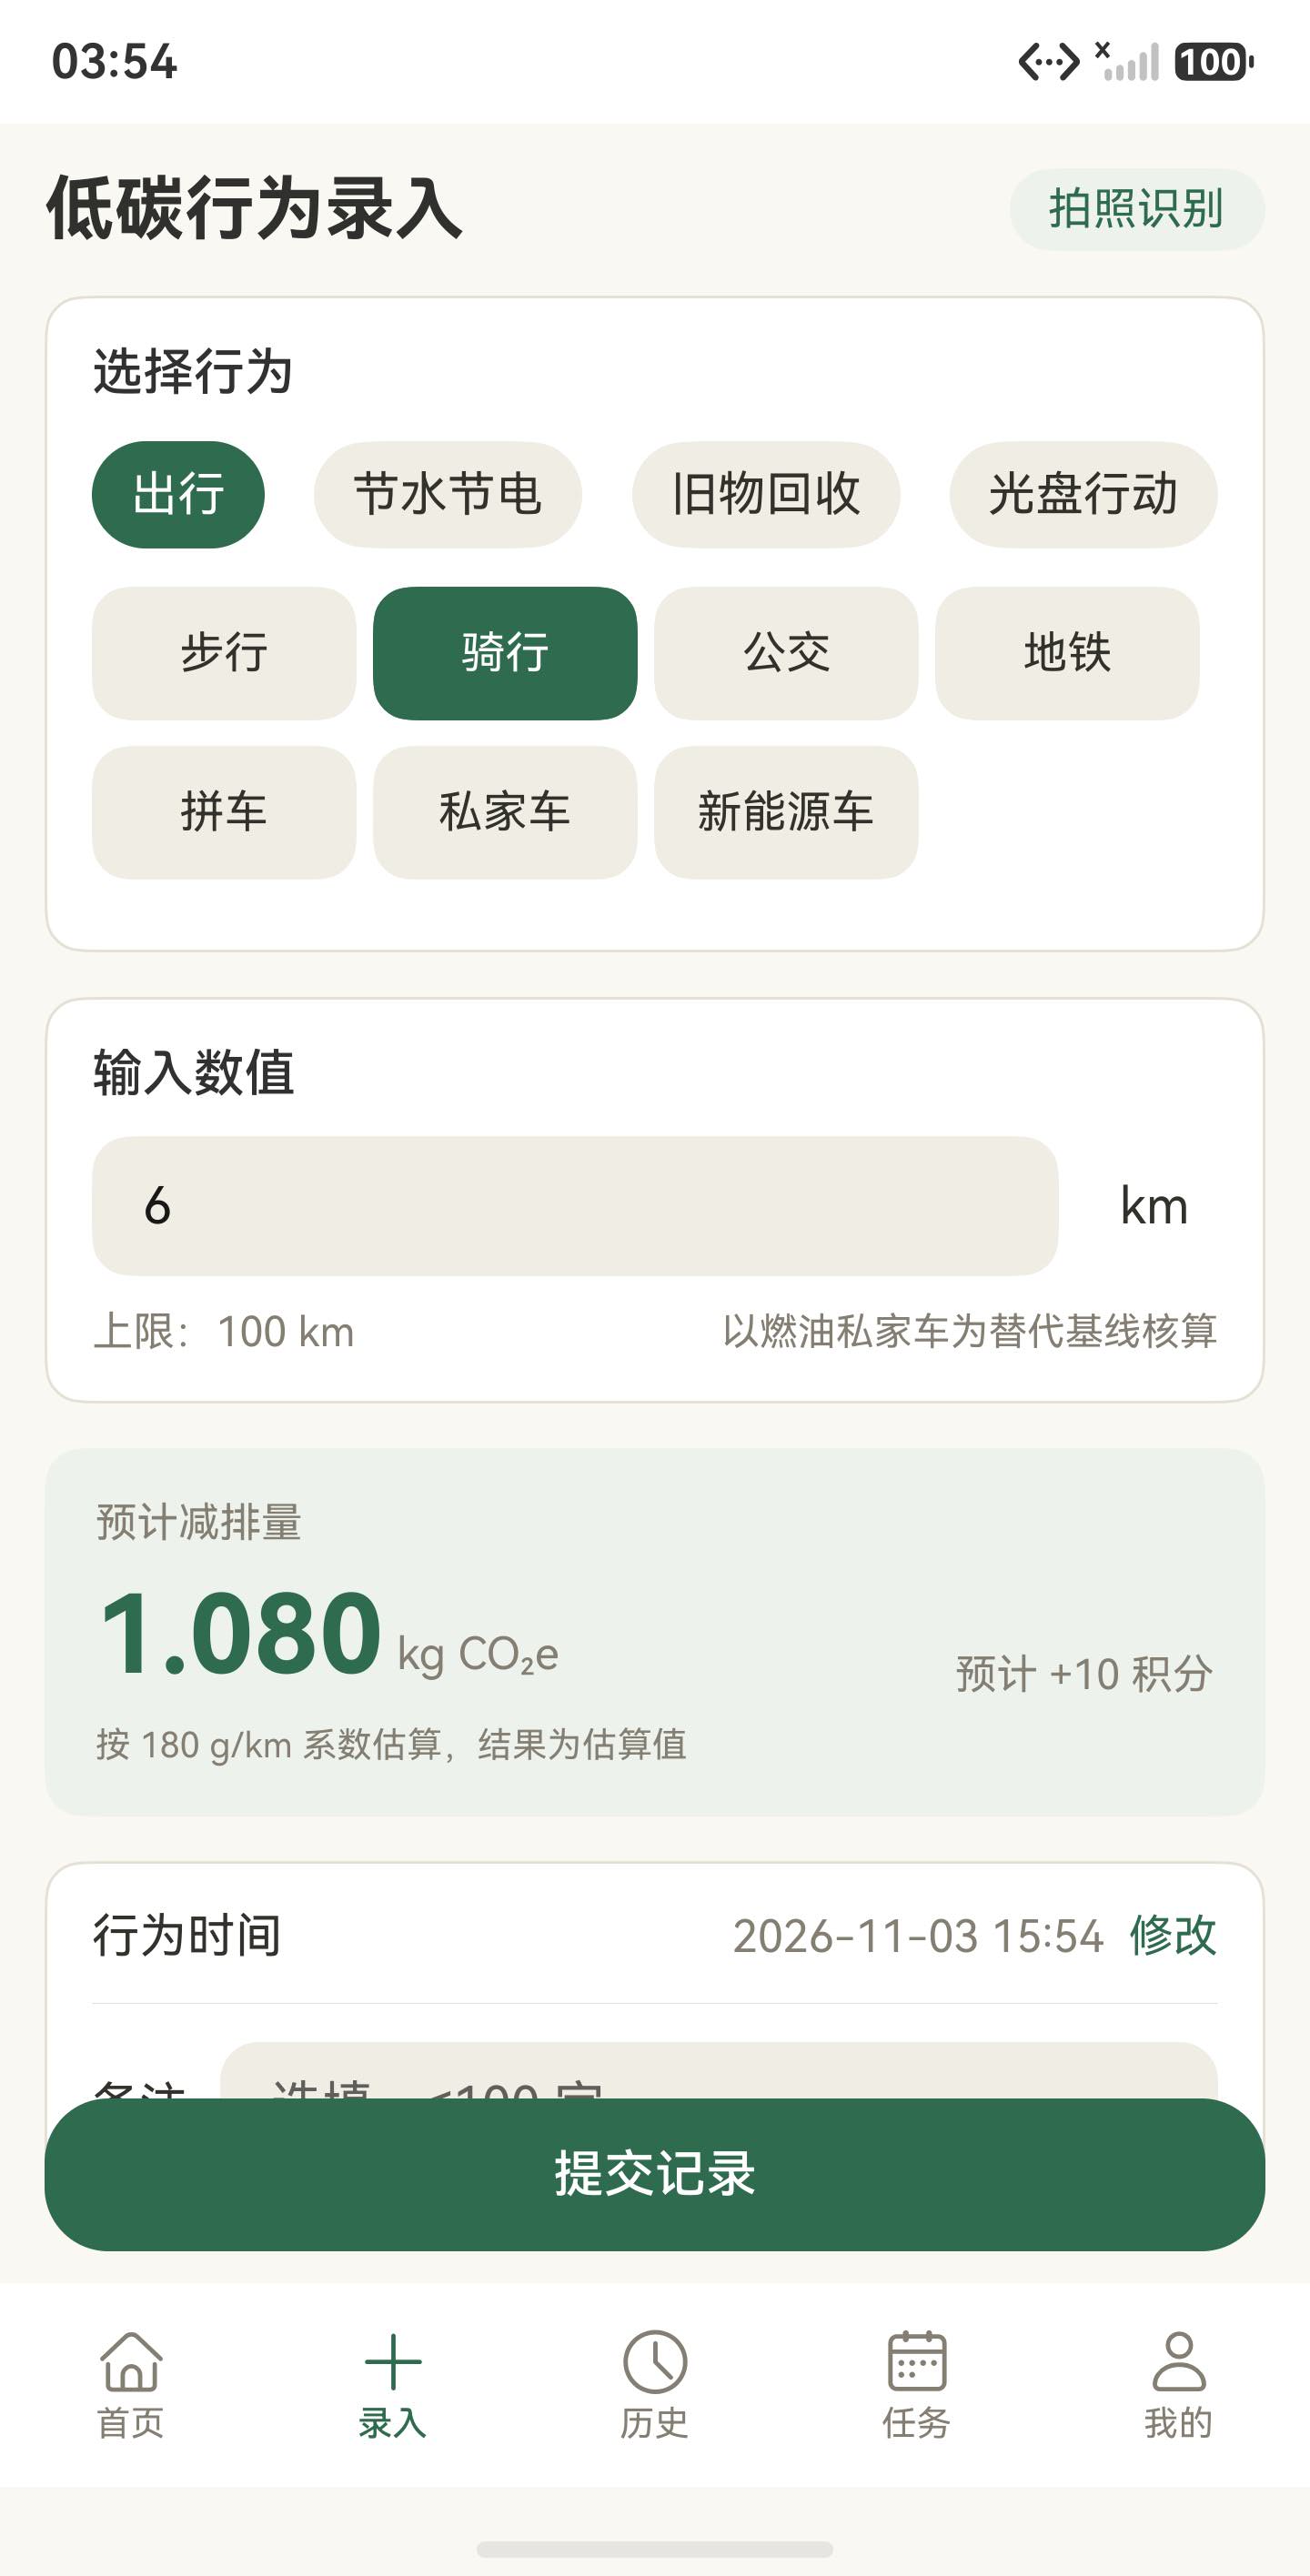 03:54
100
低碳行为录入
拍照识别
选择行为
出行 节水节电 旧物回收 光盘行动
步行 骑行 公交 地铁
拼车 私家车 新能源车
输入数值
6 km
上限：100 km 以燃油私家车为替代基线核算
预计减排量
1.080 kg CO₂e
预计 +10 积分
按 180 g/km 系数估算，结果为估算值
行为时间 2026-11-03 15:54 修改
备注 选填，≤100 字
提交记录
首页 录入 历史 任务 我的